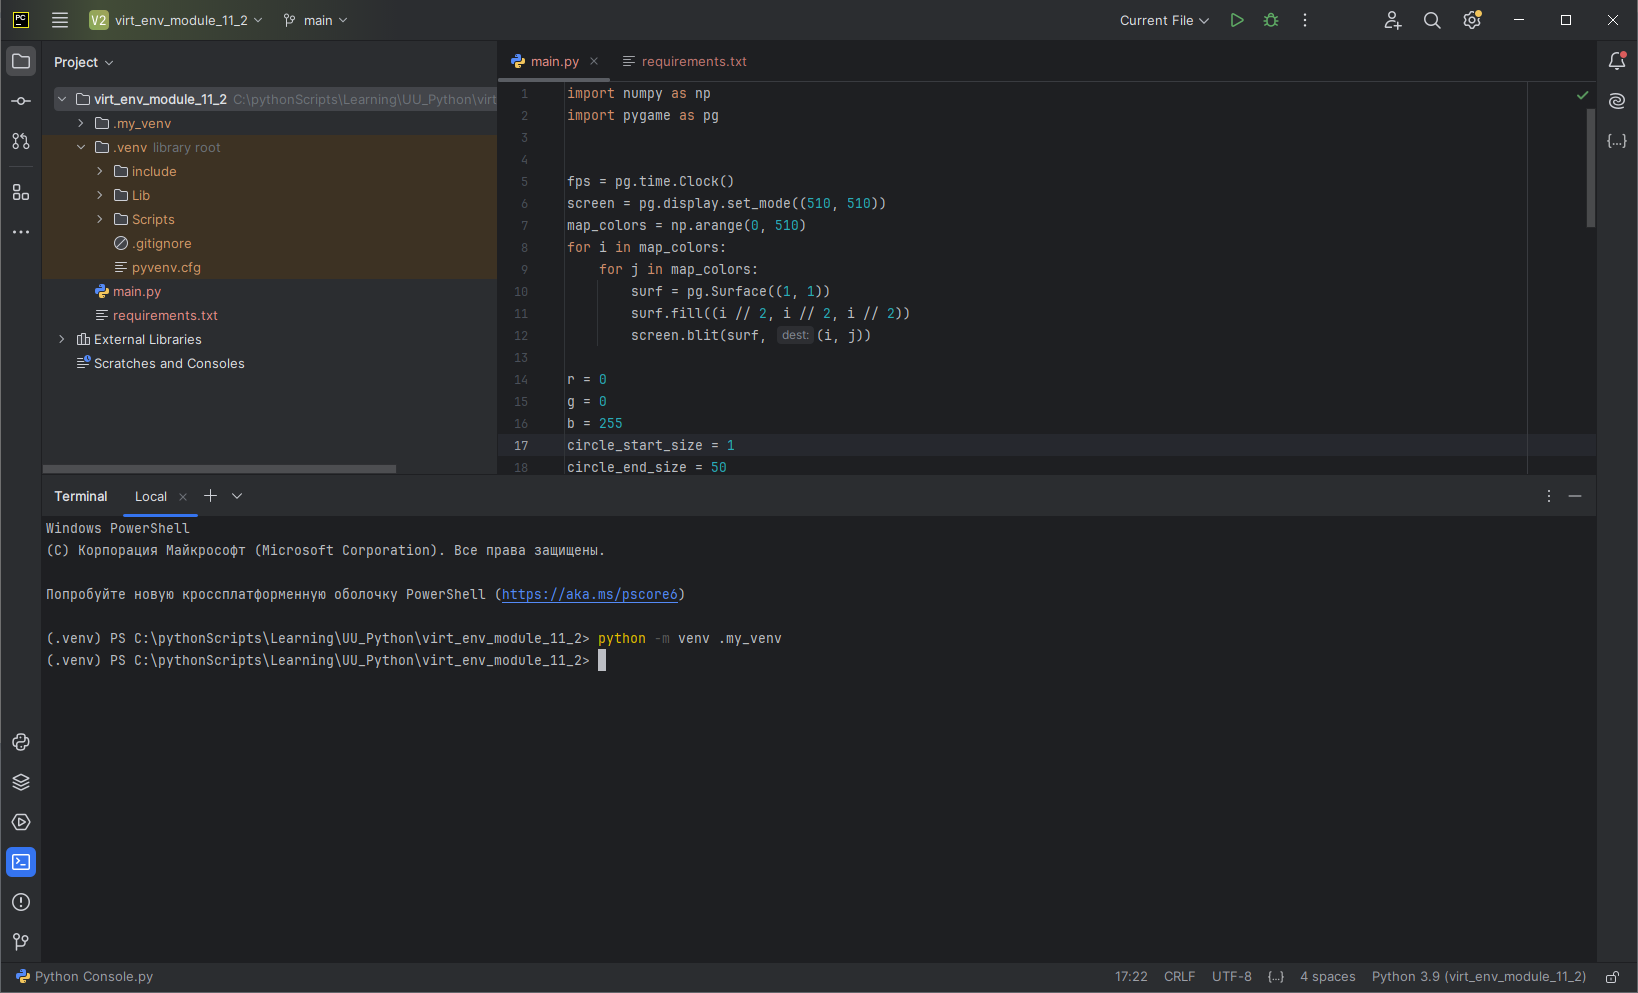 PC
V2 virt_env_module_11_2 main
Current File
Project
virt_env_module_11_2 C:\pythonScripts\Learning\UU_Python\virt
.my_venv
.venv library root
include
Lib
Scripts
.gitignore
pyvenv.cfg
main.py
requirements.txt
External Libraries
Scratches and Consoles
main.py requirements.txt
1 import numpy as np
2 import pygame as pg
3
4
5 fps = pg.time.Clock()
6 screen = pg.display.set_mode((510, 510))
7 map_colors = np.arange(0, 510)
8 for i in map_colors:
9 for j in map_colors:
10 surf = pg.Surface((1, 1))
11 surf.fill((i // 2, i // 2, i // 2))
12 screen.blit(surf, dest: (i, j))
13
14 r = 0
15 g = 0
16 b = 255
17 circle_start_size = 1
18 circle_end_size = 50
Terminal Local
Windows PowerShell
(C) Корпорация Майкрософт (Microsoft Corporation). Все права защищены.
Попробуйте новую кроссплатформенную оболочку PowerShell (https://aka.ms/pscore6)
(.venv) PS C:\pythonScripts\Learning\UU_Python\virt_env_module_11_2> python -m venv .my_venv
(.venv) PS C:\pythonScripts\Learning\UU_Python\virt_env_module_11_2>
Python Console.py
17:22 CRLF UTF-8 {...} 4 spaces Python 3.9 (virt_env_module_11_2)